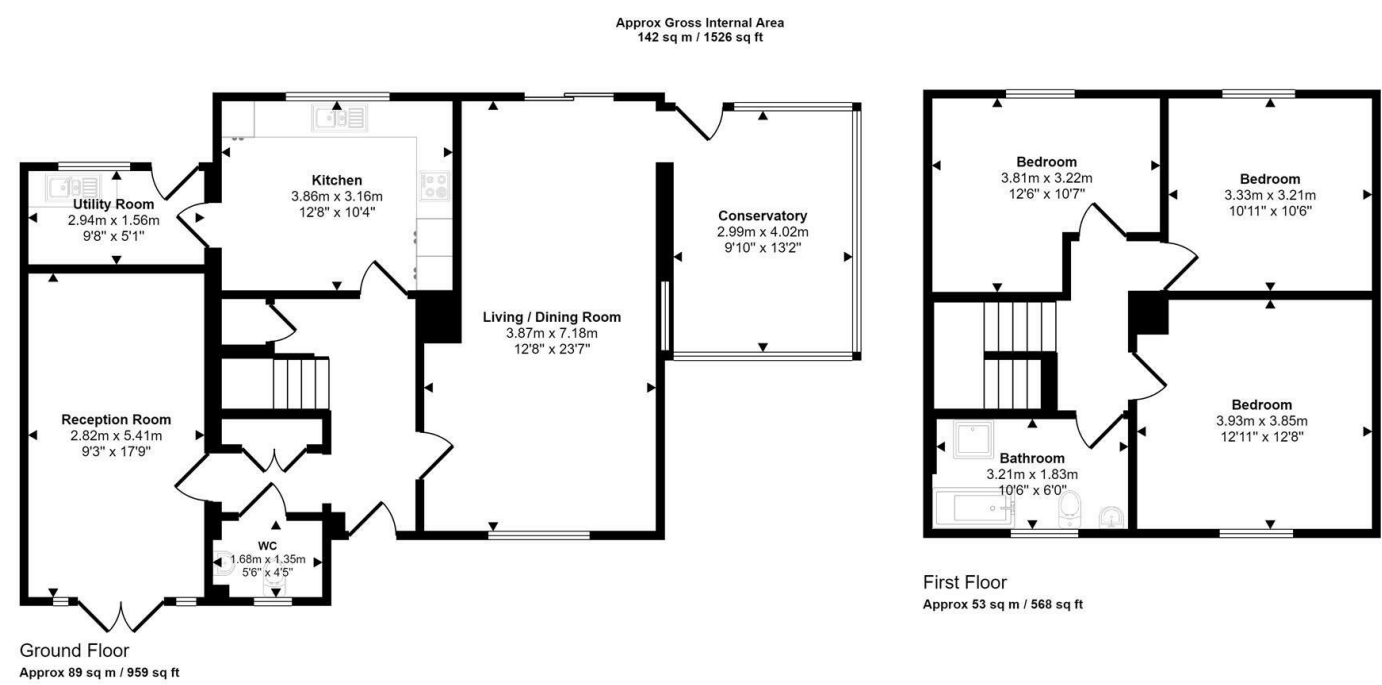 Approx Gross Internal Area
142 sq m / 1526 sq ft
Kitchen
3.86m x 3.16m
12'8" x 10'4"
Utility Room
2.94m x 1.56m
9'8" x 5'1"
Living / Dining Room
3.87m x 7.18m
12'8" x 23'7"
Conservatory
2.99m x 4.02m
9'10" x 13'2"
Reception Room
2.82m x 5.41m
9'3" x 17'9"
WC
1.68m x 1.35m
5'6" x 4'5"
Ground Floor
Approx 89 sq m / 959 sq ft
Bedroom
3.81m x 3.22m
12'6" x 10'7"
Bedroom
3.33m x 3.21m
10'11" x 10'6"
Bedroom
3.93m x 3.85m
12'11" x 12'8"
Bathroom
3.21m x 1.83m
10'6" x 6'0"
First Floor
Approx 53 sq m / 568 sq ft